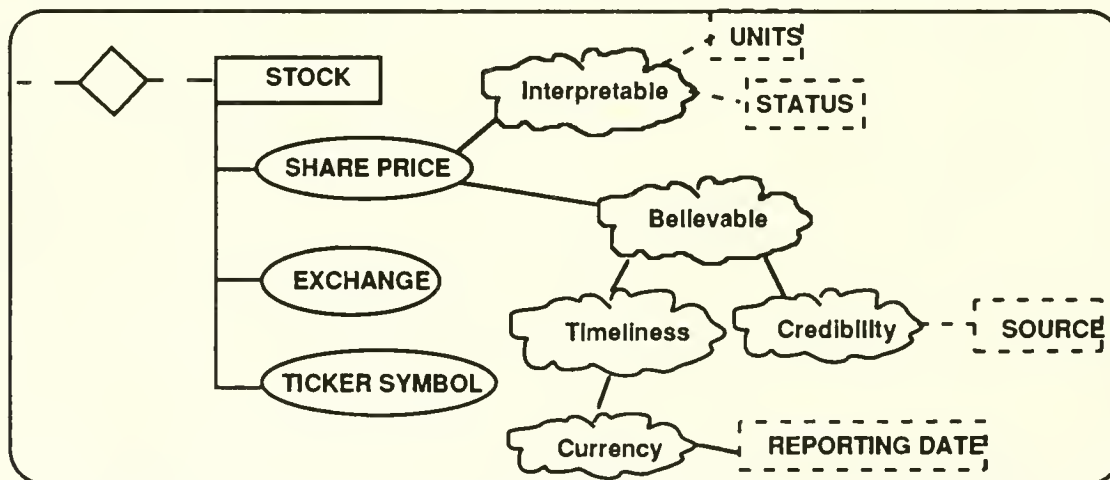 UNITS
STOCK
Interpretable
STATUS
SHARE PRICE
Believable
EXCHANGE
Timeliness
Credibility
SOURCE
TICKER SYMBOL
Currency
REPORTING DATE